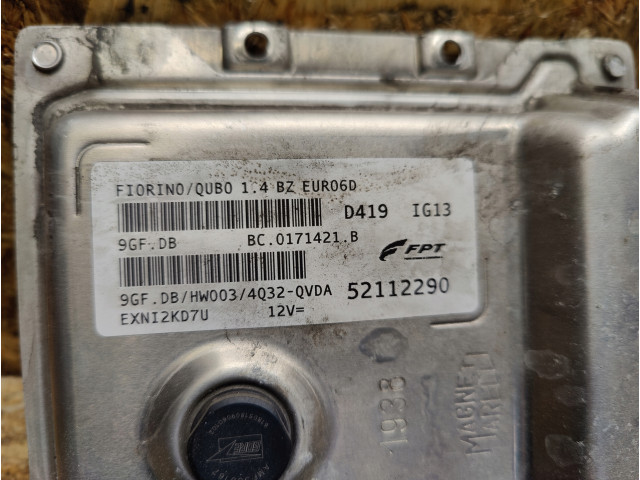 FIORINO/QUBO 1.4 BZ EURO6D
D419 IG13
9GF.DB BC.0171421.B
FPT
9GF.DB/HW003/4Q32-QVDA 52112290
EXNI2KD7U 12V=
193B
MAGNETI
MARELLI